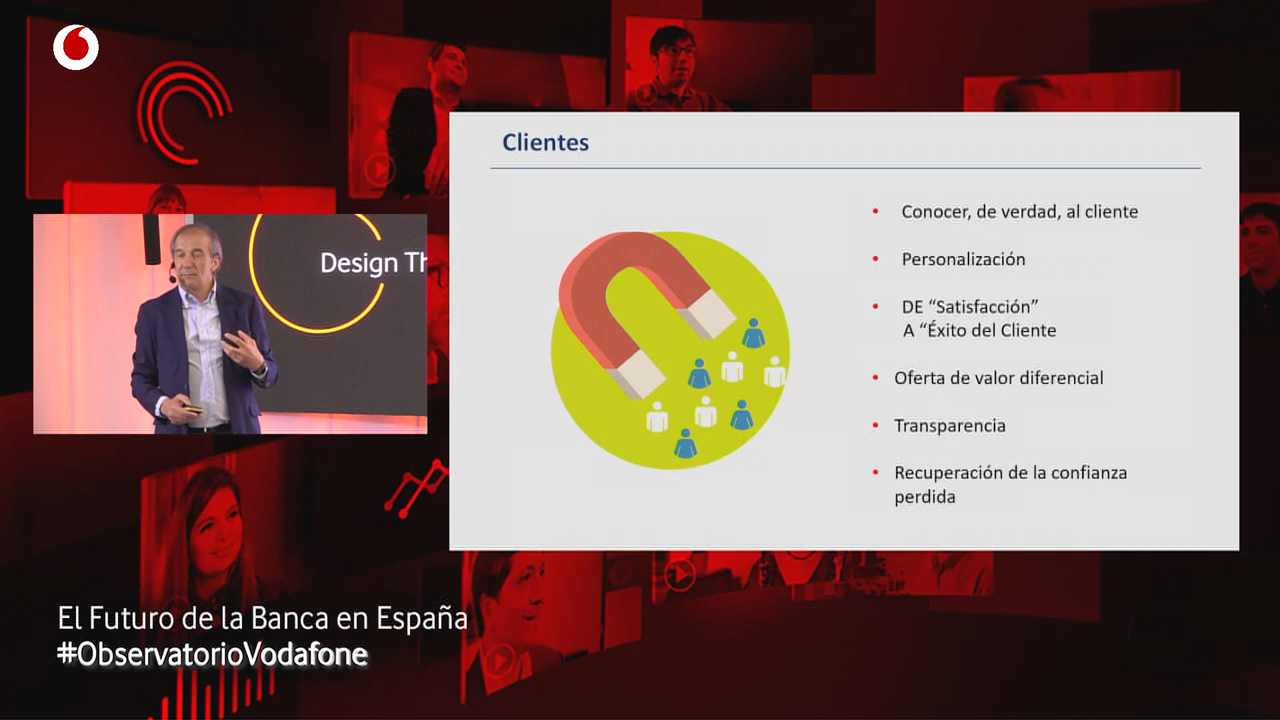 Clientes
Design Th
• Conocer, de verdad, al cliente
• Personalización
• DE “Satisfacción”
A “Éxito del Cliente
• Oferta de valor diferencial
• Transparencia
• Recuperación de la confianza
perdida
El Futuro de la Banca en España
#ObservatorioVodafone